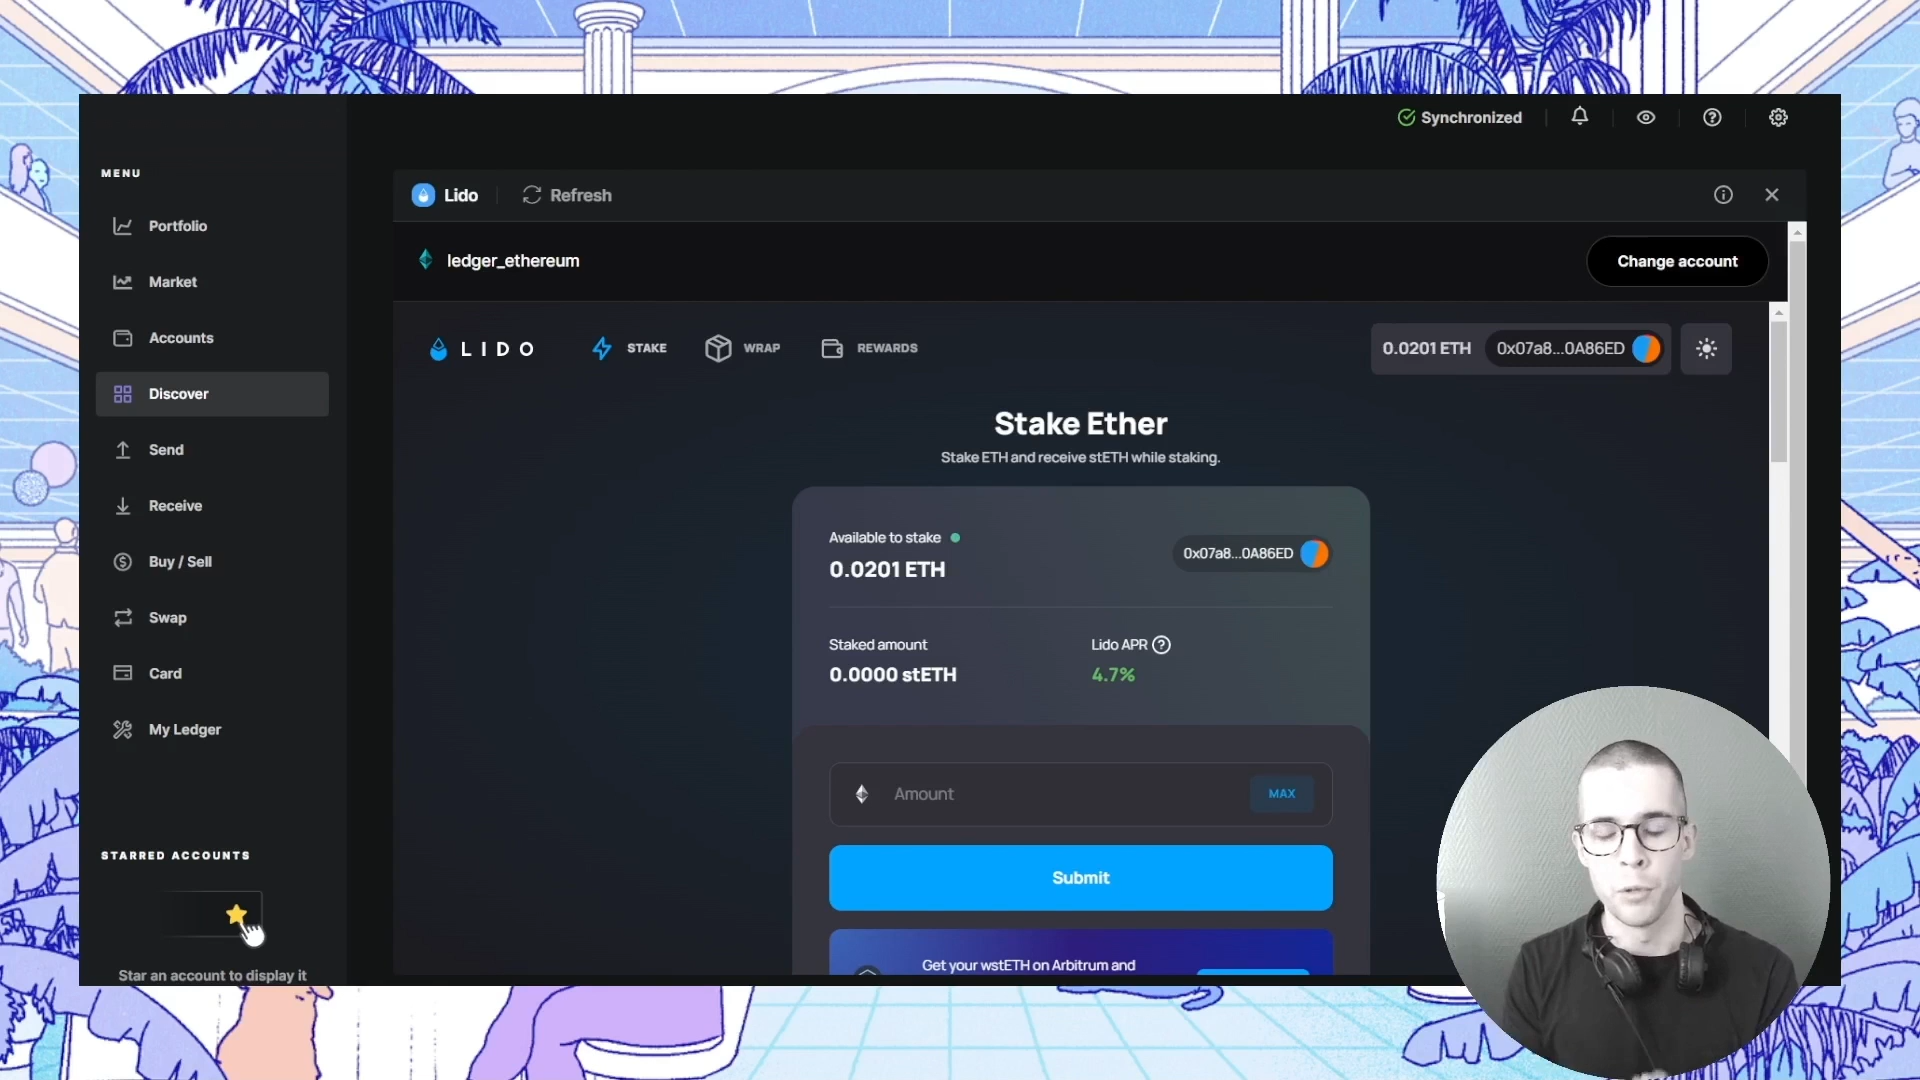 Synchronized
MENU
Portfolio
Market
Accounts
Discover
Send
Receive
Buy / Sell
Swap
Card
My Ledger
STARRED ACCOUNTS
Star an account to display it
Lido
Refresh
ledger_ethereum
Change account
LIDO
STAKE
WRAP
REWARDS
0.0201 ETH
0x07a8...0A86ED
Stake Ether
Stake ETH and receive stETH while staking.
Available to stake
0.0201 ETH
0x07a8...0A86ED
Staked amount
0.0000 stETH
Lido APR
4.7%
Amount
MAX
Submit
Get your wstETH on Arbitrum and